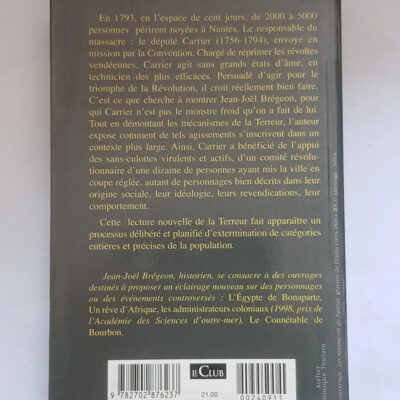 En 1793, en l'espace de cent jours, de 2000 à 5000
personnes périrent noyées à Nantes. Le responsable du
massacre : le député Carrier (1756-1794), envoyé en
mission par la Convention. Chargé de réprimer les révoltes
vendéennes, Carrier agit sans grands états d'âme, en
technicien des plus efficaces. Persuadé d'agir pour le
triomphe de la Révolution, il croit réellement bien faire.
C'est ce que cherche à montrer Jean-Joël Brégeon, pour
qui Carrier n'est pas le monstre froid qu'on a fait de lui.
Tout en démontant les mécanismes de la Terreur, l'auteur
expose comment de tels agissements s'inscrivent dans un
contexte plus large. Ainsi, Carrier a bénéficié de l'appui
des sans-culottes virulents et actifs, d'un comité révolu-
tionnaire d'une dizaine de personnes ayant mis la ville en
coupe réglée, autant de personnages bien décrits dans leur
origine sociale, leur idéologie, leurs revendications, leur
comportement.
Cette lecture nouvelle de la Terreur fait apparaître un
processus délibéré et planifié d'extermination de catégories
entières et précises de la population.
Jean-Joël Brégeon, historien, se consacre à des ouvrages
destinés à proposer un éclairage nouveau sur des personnages
ou des événements controversés : L'Égypte de Bonaparte,
Un rêve d'Afrique, les administrateurs coloniaux (1998, prix de
l'Académie des Sciences d'outre-mer), Le Connétable de
Bourbon.
LE CLUB
9 782702 876237
21.00
00240911
Atelier
Dominique Toutain
Les massacres de Nantes